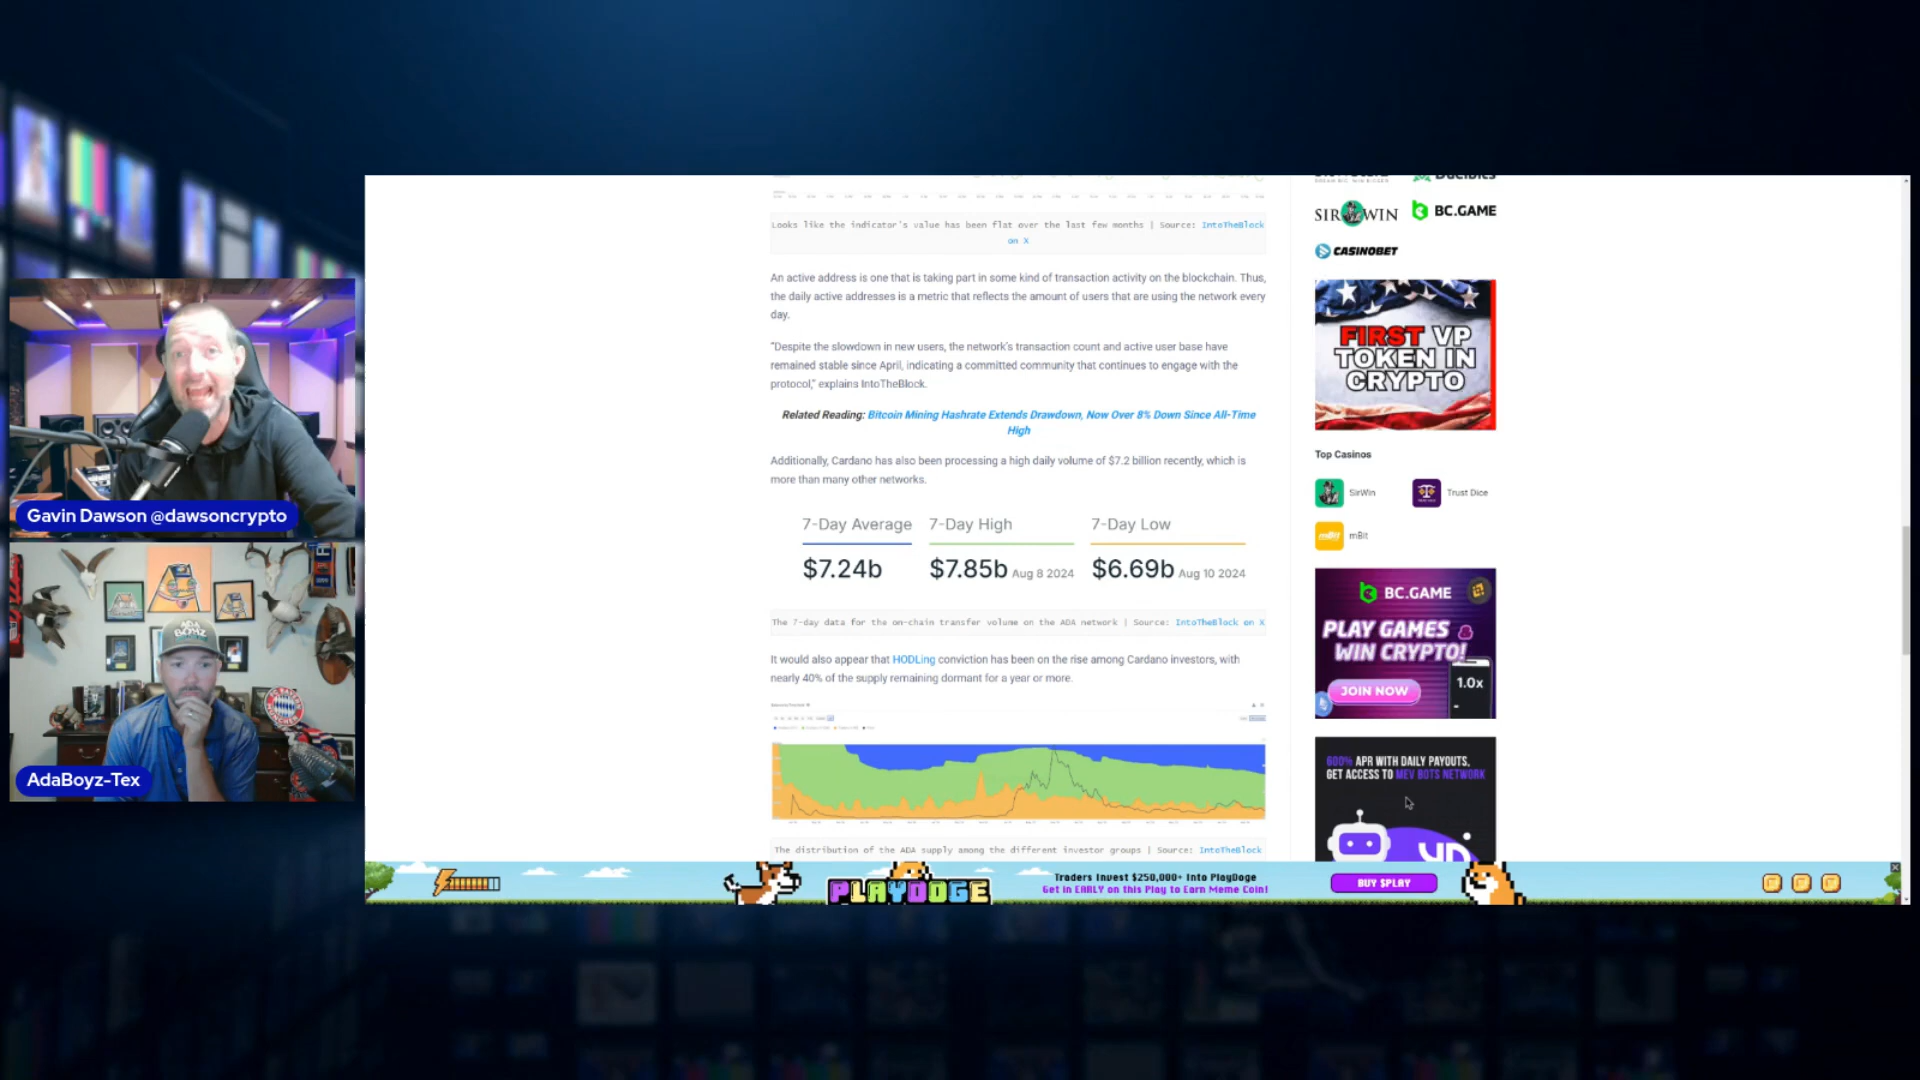 Looks like the indicator's value has been flat over the last few months | Source: IntoTheBlock
on X
An active address is one that is taking part in some kind of transaction activity on the blockchain. Thus,
the daily active addresses is a metric that reflects the amount of users that are using the network every
day.
"Despite the slowdown in new users, the network's transaction count and active user base have
remained stable since April, indicating a committed community that continues to engage with the
protocol," explains IntoTheBlock.
Related Reading: Bitcoin Mining Hashrate Extends Drawdown, Now Over 8% Down Since All-Time
High
Additionally, Cardano has also been processing a high daily volume of $7.2 billion recently, which is
more than many other networks.
7-Day Average 7-Day High 7-Day Low
$7.24b $7.85b Aug 8 2024 $6.69b Aug 10 2024
The 7-day data for the on-chain transfer volume on the ADA network | Source: IntoTheBlock on X
It would also appear that HODLing conviction has been on the rise among Cardano investors, with
nearly 40% of the supply remaining dormant for a year or more.
The distribution of the ADA supply among the different investor groups | Source: IntoTheBlock
SIR WIN BC.GAME
CASINOBET
FIRST VP
TOKEN IN
CRYPTO
Top Casinos
SirWin Trust Dice
mBit mBit
BC.GAME
PLAY GAMES &
WIN CRYPTO!
JOIN NOW
1.0x
600% APR WITH DAILY PAYOUTS,
GET ACCESS TO MEV BOTS NETWORK
PLAYDOGE
Traders Invest $250,000+ Into PlayDoge
Get in EARLY on this Play to Earn Meme Coin!
BUY $PLAY
Gavin Dawson @dawsoncrypto
ADA
BOYZ
AdaBoyz-Tex